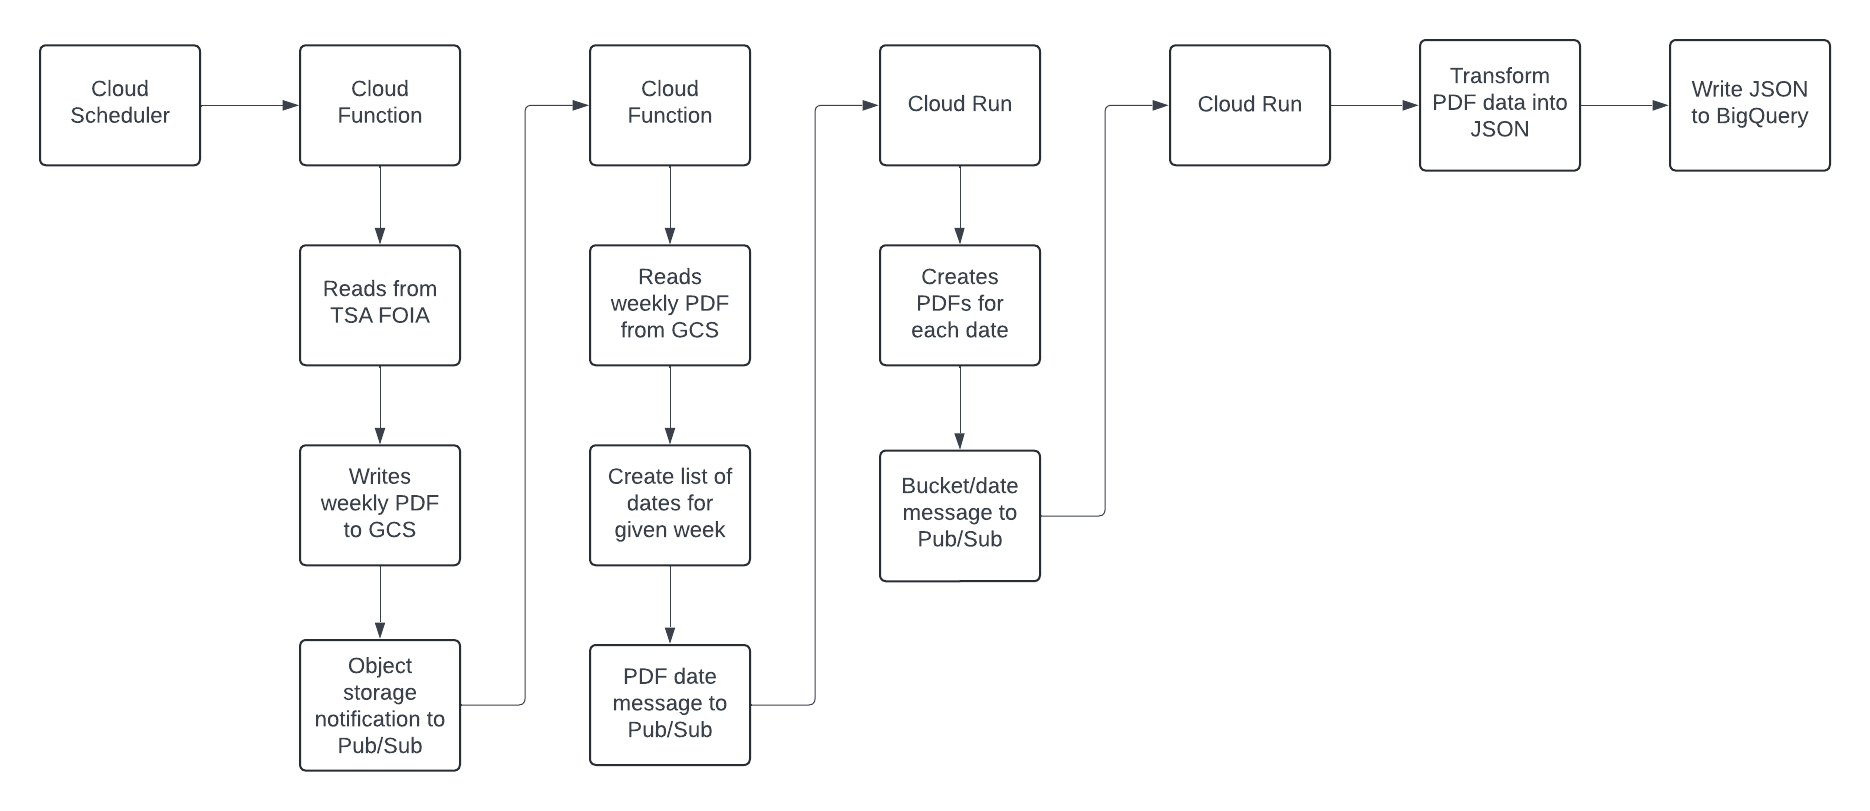 Cloud
Scheduler
Cloud
Function
Reads from
TSA FOIA
Writes
weekly PDF
to GCS
Object
storage
notification to
Pub/Sub
Cloud
Function
Reads
weekly PDF
from GCS
Create list of
dates for
given week
PDF date
message to
Pub/Sub
Cloud Run
Creates
PDFs for
each date
Bucket/date
message to
Pub/Sub
Cloud Run
Transform
PDF data into
JSON
Write JSON
to BigQuery